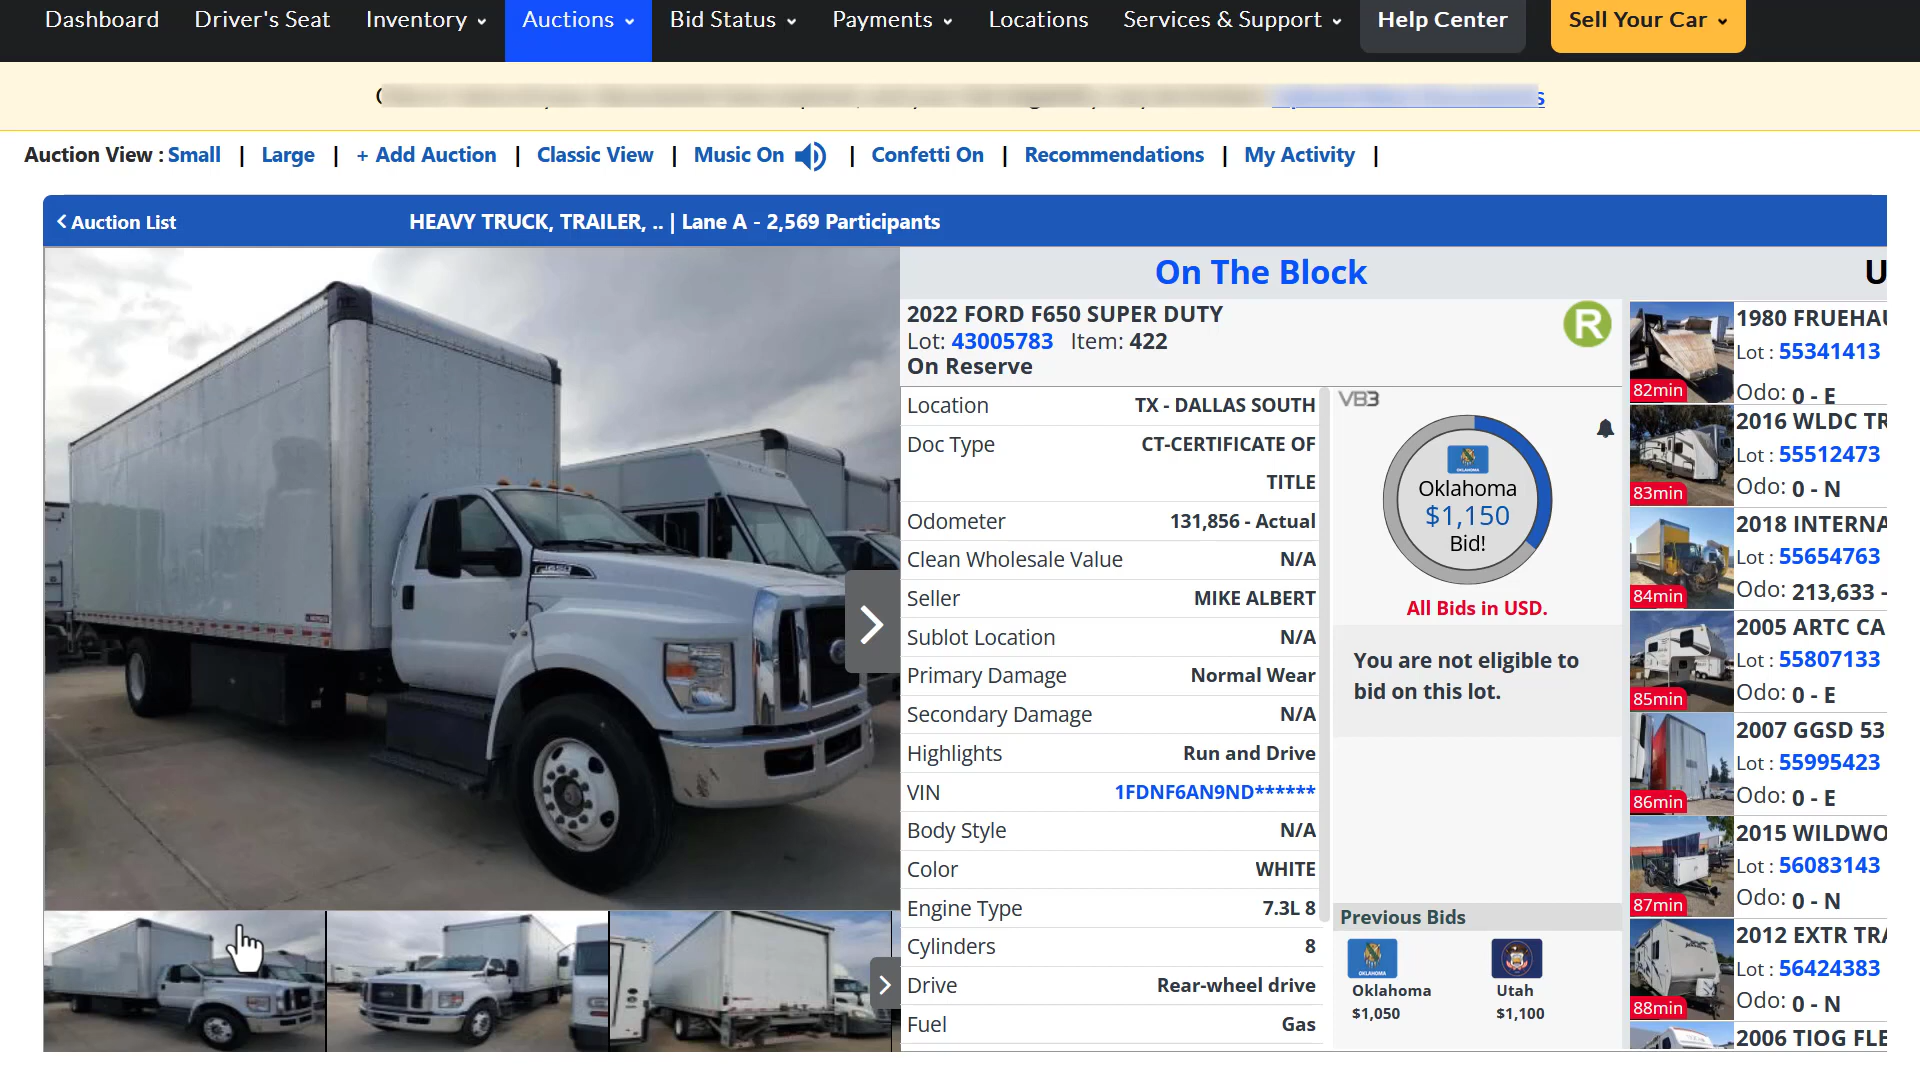 Dashboard
Driver's Seat
Inventory
Auctions
Bid Status
Payments
Locations
Services & Support
Help Center
Sell Your Car
Auction View : Small | Large | + Add Auction | Classic View | Music On | Confetti On | Recommendations | My Activity |
Auction List
HEAVY TRUCK, TRAILER, .. | Lane A - 2,569 Participants
On The Block
2022 FORD F650 SUPER DUTY
Lot: 43005783 Item: 422
On Reserve
R
Location TX - DALLAS SOUTH
Doc Type CT-CERTIFICATE OF
TITLE
Odometer 131,856 - Actual
Clean Wholesale Value N/A
Seller MIKE ALBERT
Sublot Location N/A
Primary Damage Normal Wear
Secondary Damage N/A
Highlights Run and Drive
VIN 1FDNF6AN9ND******
Body Style N/A
Color WHITE
Engine Type 7.3L 8
Cylinders 8
Drive Rear-wheel drive
Fuel Gas
VB3
OKLAHOMA
Oklahoma
$1,150
Bid!
All Bids in USD.
You are not eligible to
bid on this lot.
Previous Bids
OKLAHOMA
Oklahoma
$1,050
Utah
$1,100
U
82min
1980 FRUEHAU
Lot : 55341413
Odo: 0 - E
83min
2016 WLDC TR
Lot : 55512473
Odo: 0 - N
84min
2018 INTERNA
Lot : 55654763
Odo: 213,633 -
85min
2005 ARTC CA
Lot : 55807133
Odo: 0 - E
86min
2007 GGSD 53
Lot : 55995423
Odo: 0 - E
87min
2015 WILDWO
Lot : 56083143
Odo: 0 - N
88min
2012 EXTR TRA
Lot : 56424383
Odo: 0 - N
2006 TIOG FLE